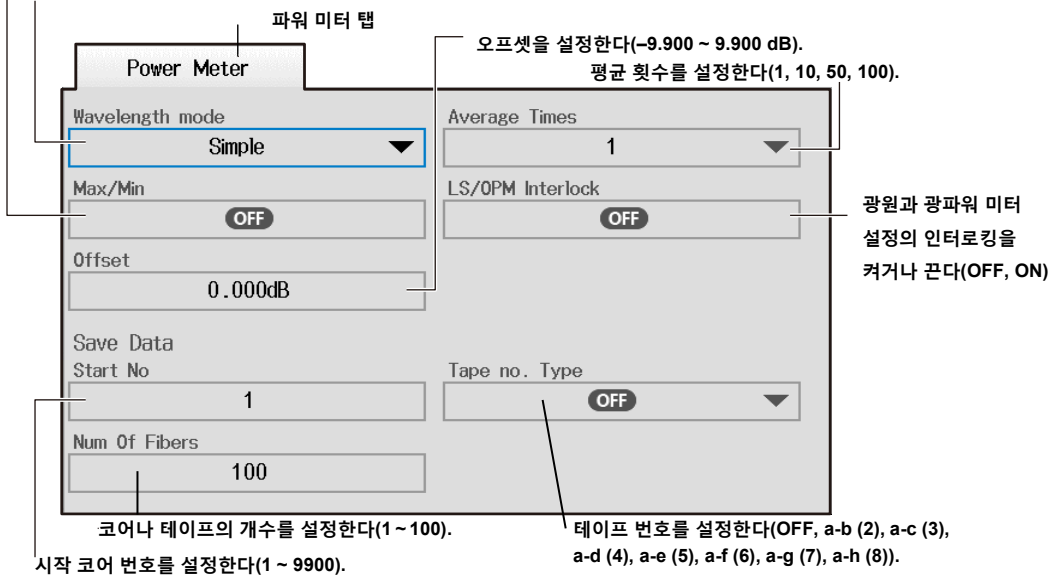 파워 미터 탭
오프셋을 설정한다(–9.900 ~ 9.900 dB).
평균 횟수를 설정한다(1, 10, 50, 100).
Power Meter
Wavelength mode
Simple
Average Times
1
Max/Min
OFF
LS/OPM Interlock
OFF
광원과 광파워 미터
설정의 인터로킹을
켜거나 끈다(OFF, ON)
Offset
0.000dB
Save Data
Start No
1
Tape no. Type
OFF
Num Of Fibers
100
코어나 테이프의 개수를 설정한다(1 ~ 100).
시작 코어 번호를 설정한다(1 ~ 9900).
테이프 번호를 설정한다(OFF, a-b (2), a-c (3),
a-d (4), a-e (5), a-f (6), a-g (7), a-h (8)).